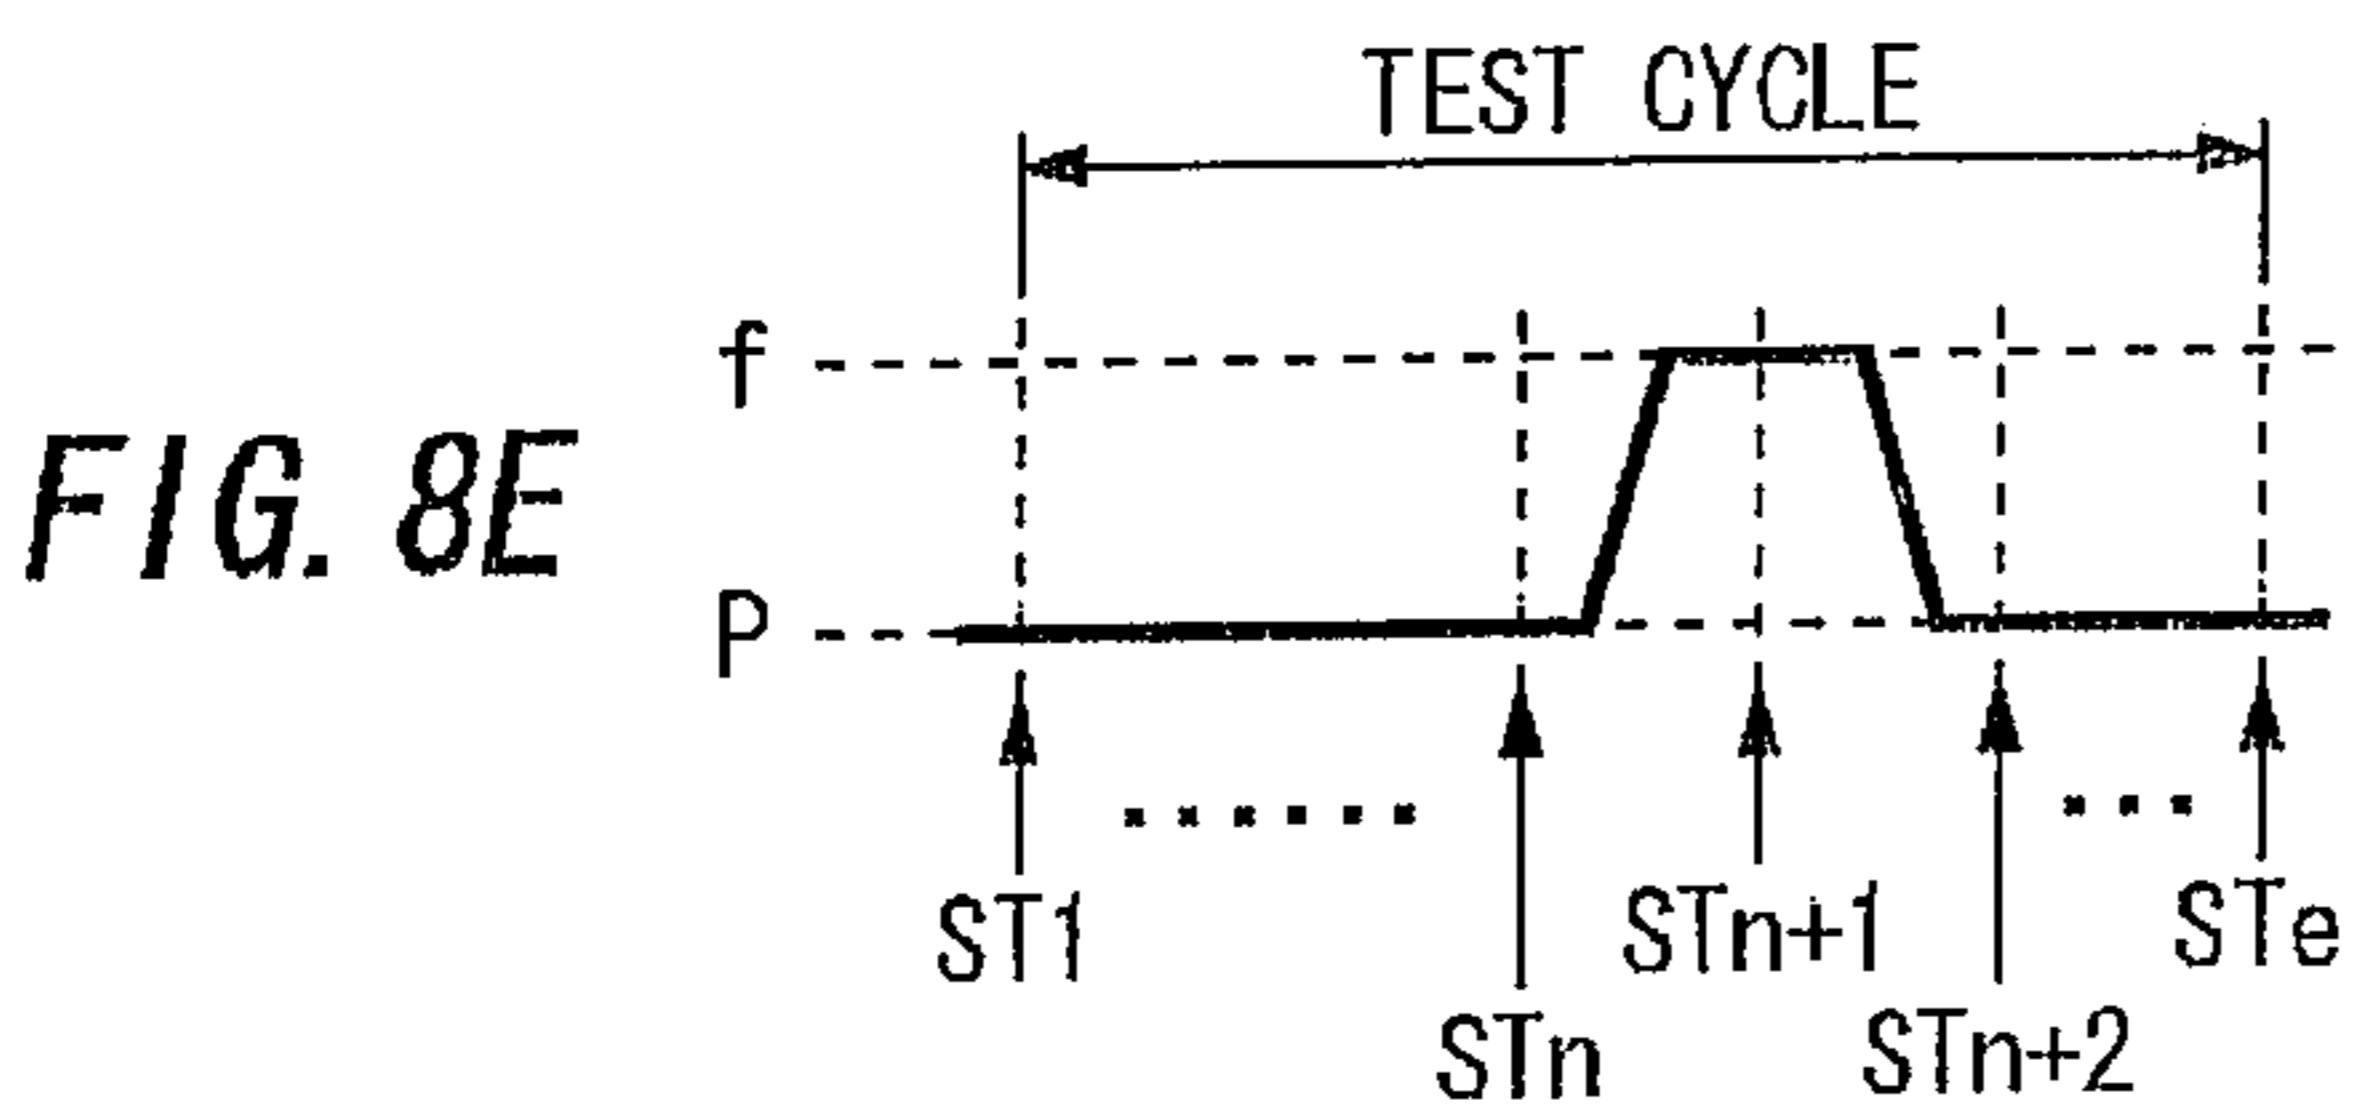 TEST CYCLE
f
FIG. 8E
P
ST1
STn
STn+1
STn+2
STe